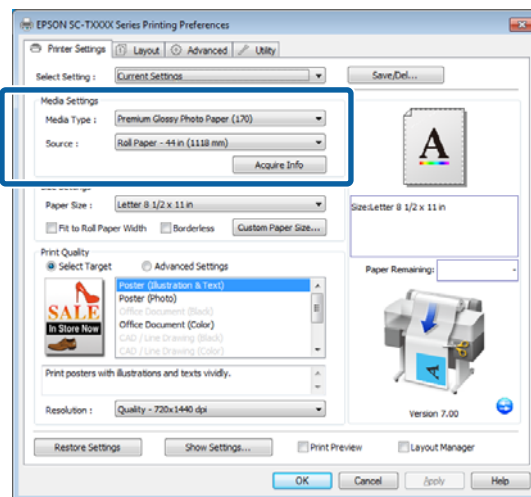 EPSON SC-TXXXX Series Printing Preferences
Printer Settings Layout Advanced Utility
Select Setting : Current Settings Save/Del...
Media Settings
Media Type : Premium Glossy Photo Paper (170)
Source : Roll Paper - 44 in (1118 mm)
Acquire Info
A
Paper Size : Letter 8 1/2 x 11 in
Size:Letter 8 1/2 x 11 in
Fit to Roll Paper Width Borderless Custom Paper Size...
Print Quality
Select Target Advanced Settings
Paper Remaining: -
SALE
In Store Now
Poster (Illustration & Text)
Poster (Photo)
Office Document (Black)
Office Document (Color)
CAD / Line Drawing (Black)
CAD / Line Drawing (Color)
A
Print posters with illustrations and texts vividly.
Resolution : Quality - 720x1440 dpi
Version 7.00
Restore Settings Show Settings... Print Preview Layout Manager
OK Cancel Apply Help